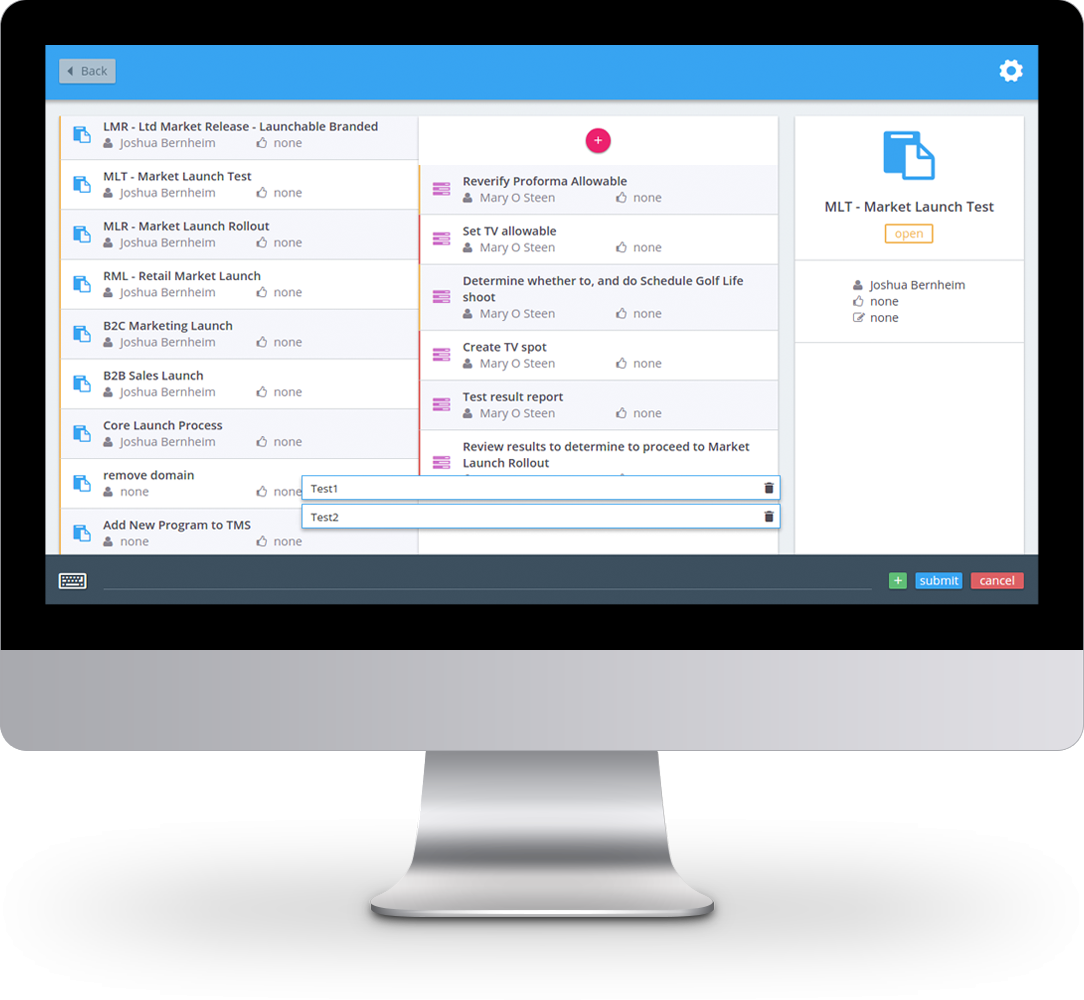 Back
LMR - Ltd Market Release - Launchable Branded
Joshua Bernheim none
MLT - Market Launch Test
Joshua Bernheim none
MLR - Market Launch Rollout
Joshua Bernheim none
RML - Retail Market Launch
Joshua Bernheim none
B2C Marketing Launch
Joshua Bernheim none
B2B Sales Launch
Joshua Bernheim none
Core Launch Process
Joshua Bernheim none
remove domain
none none
Add New Program to TMS
none none
+
Reverify Proforma Allowable
Mary O Steen none
Set TV allowable
Mary O Steen none
Determine whether to, and do Schedule Golf Life
shoot
Mary O Steen none
Create TV spot
Mary O Steen none
Test result report
Mary O Steen none
Review results to determine to proceed to Market
Launch Rollout
Test1
Test2
MLT - Market Launch Test
open
Joshua Bernheim
none
none
+ submit cancel